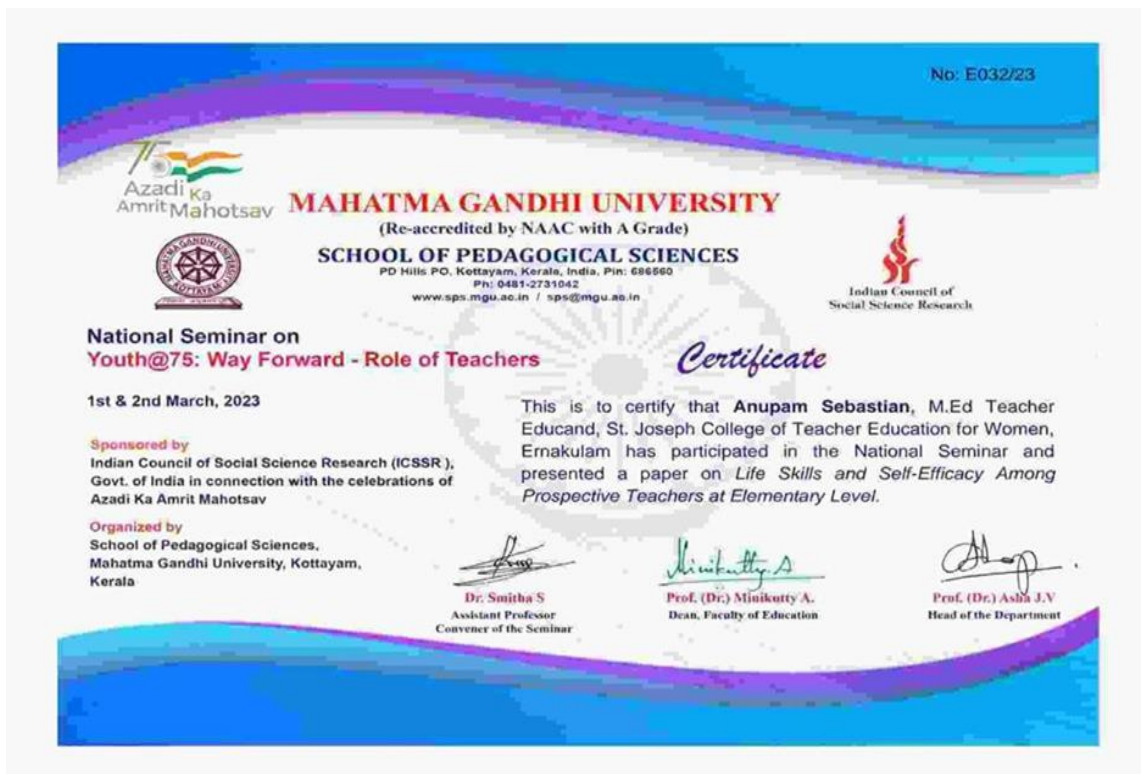 No: E032/23
75
Azadi Ka
Amrit Mahotsav
MAHATMA GANDHI UNIVERSITY
(Re-accredited by NAAC with A Grade)
SCHOOL OF PEDAGOGICAL SCIENCES
PD Hills PO, Kottayam, Kerala, India, Pin: 686560
Ph: 0481-2731042
www.sps.mgu.ac.in / sps@mgu.ac.in
MAHATMA GANDHI UNIVERSITY
KOTTAYAM
Indian Council of
Social Science Research
National Seminar on
Youth@75: Way Forward - Role of Teachers
1st & 2nd March, 2023
Sponsored by
Indian Council of Social Science Research (ICSSR ),
Govt. of India in connection with the celebrations of
Azadi Ka Amrit Mahotsav
Organized by
School of Pedagogical Sciences,
Mahatma Gandhi University, Kottayam,
Kerala
Certificate
This is to certify that Anupam Sebastian, M.Ed Teacher
Educand, St. Joseph College of Teacher Education for Women,
Ernakulam has participated in the National Seminar and
presented a paper on Life Skills and Self-Efficacy Among
Prospective Teachers at Elementary Level.
Minikutty A
Dr. Smitha S
Assistant Professor
Convener of the Seminar
Prof. (Dr.) Minikutty A.
Dean, Faculty of Education
Prof. (Dr.) Asha J.V
Head of the Department